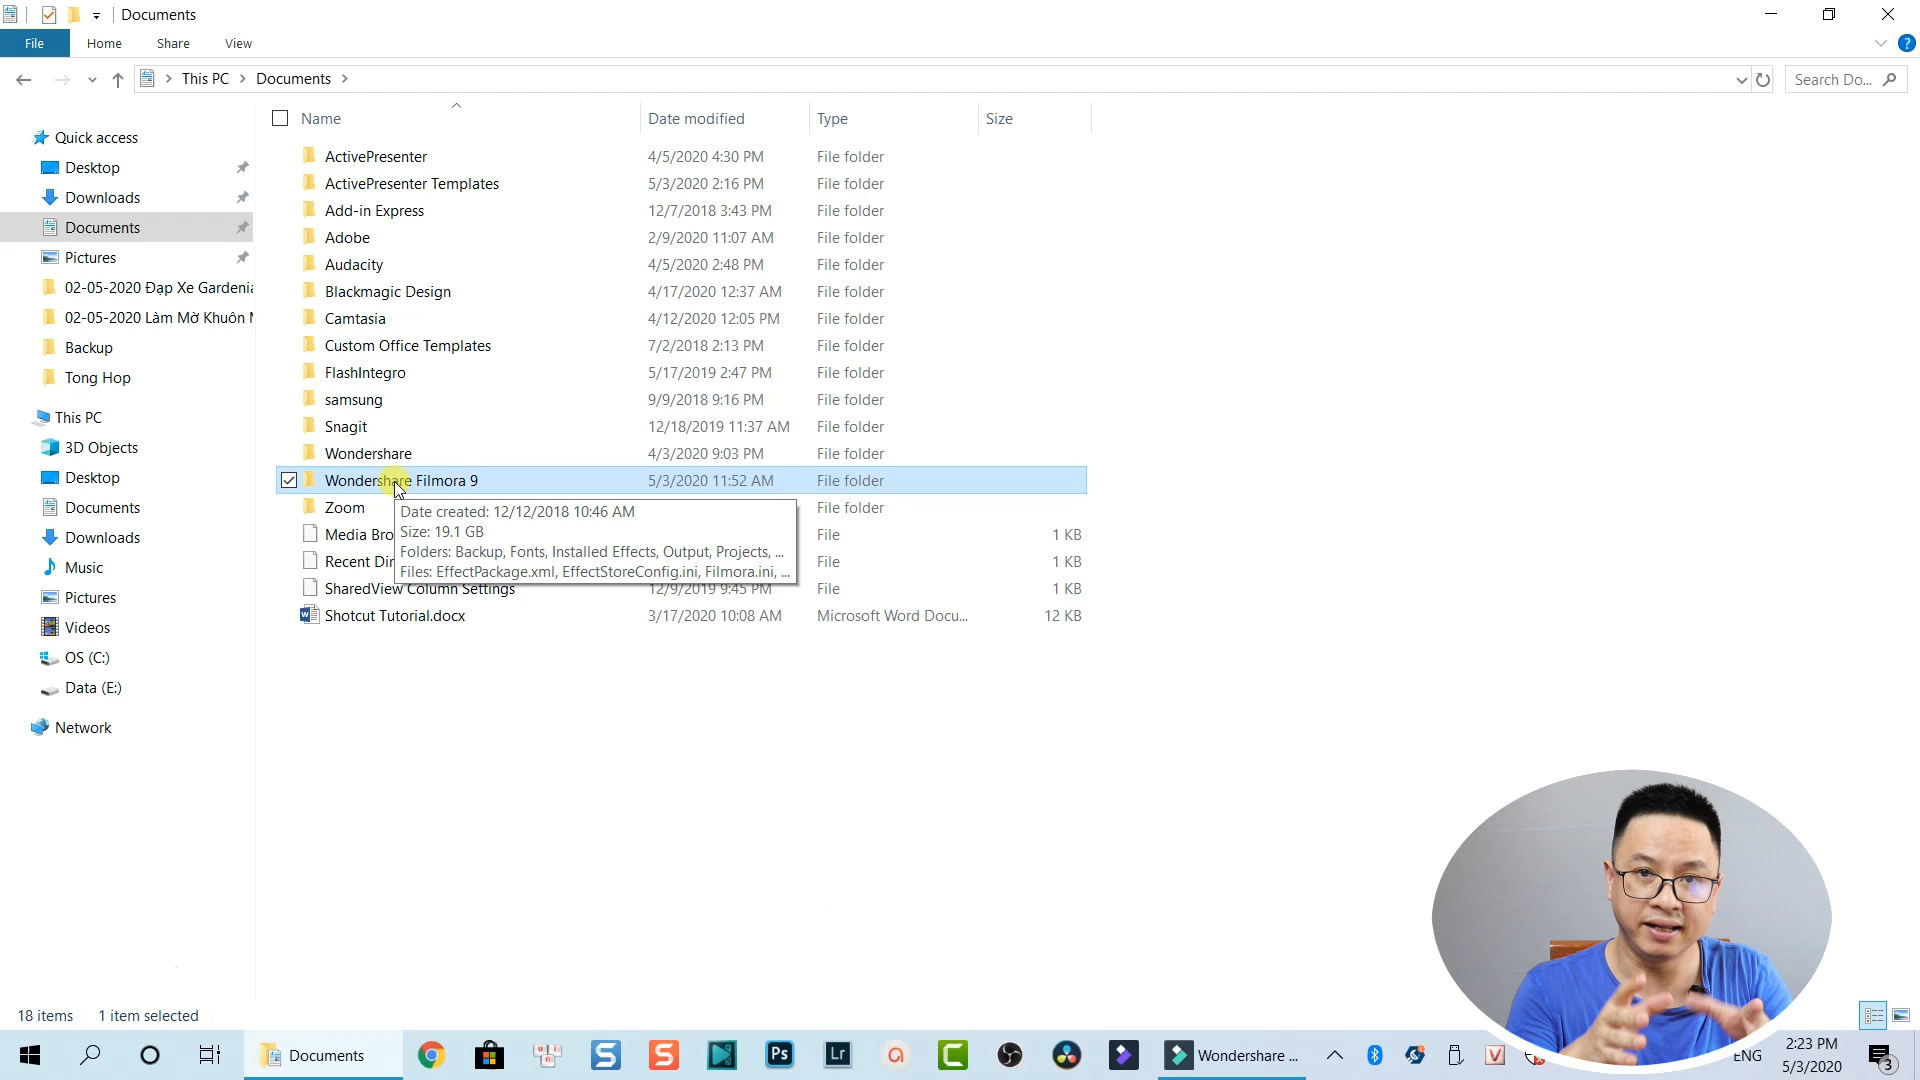 Documents
File Home Share View
This PC Documents
Search Do...
Name Date modified Type Size
Quick access
Desktop
Downloads
Documents
Pictures
02-05-2020 Đạp Xe Gardenia
02-05-2020 Làm Mờ Khuôn
Backup
Tong Hop
This PC
3D Objects
Desktop
Documents
Downloads
Music
Pictures
Videos
OS (C:)
Data (E:)
Network
ActivePresenter 4/5/2020 4:30 PM File folder
ActivePresenter Templates 5/3/2020 2:16 PM File folder
Add-in Express 12/7/2018 3:43 PM File folder
Adobe 2/9/2020 11:07 AM File folder
Audacity 4/5/2020 2:48 PM File folder
Blackmagic Design 4/17/2020 12:37 AM File folder
Camtasia 4/12/2020 12:05 PM File folder
Custom Office Templates 7/2/2018 2:13 PM File folder
FlashIntegro 5/17/2019 2:47 PM File folder
samsung 9/9/2018 9:16 PM File folder
Snagit 12/18/2019 11:37 AM File folder
Wondershare 4/3/2020 9:03 PM File folder
Wondershare Filmora 9 5/3/2020 11:52 AM File folder
Zoom File folder
Media Bro File 1 KB
Recent Dir File 1 KB
SharedView Column Settings 12/9/2019 9:45 PM File 1 KB
Shotcut Tutorial.docx 3/17/2020 10:08 AM Microsoft Word Docu... 12 KB
Date created: 12/12/2018 10:46 AM
Size: 19.1 GB
Folders: Backup, Fonts, Installed Effects, Output, Projects, ...
Files: EffectPackage.xml, EffectStoreConfig.ini, Filmora.ini, ...
18 items 1 item selected
Documents
Ps
Lr
Wondershare ...
ENG
2:23 PM
5/3/2020
3